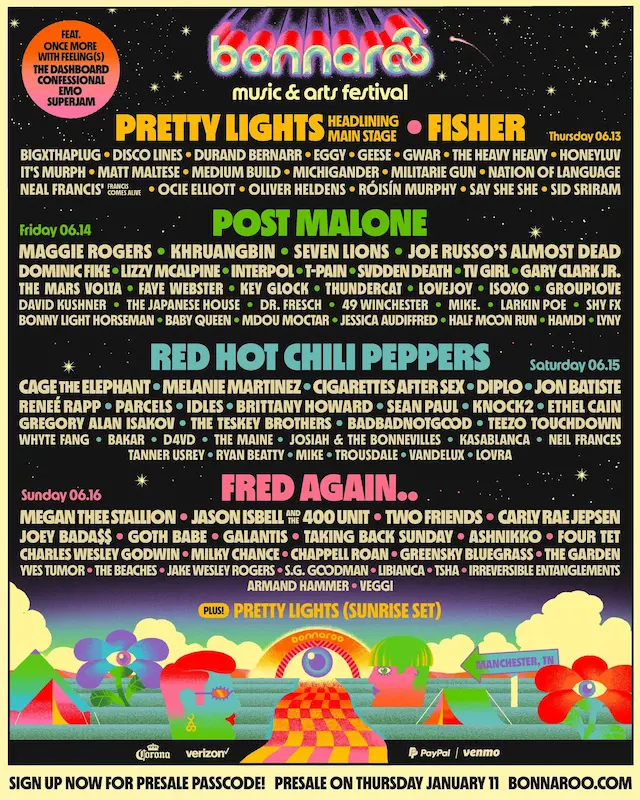 FEAT.
ONCE MORE
WITH FEELING(S)
THE DASHBOARD
CONFESSIONAL
EMO
SUPERJAM
bonnaroo
music & arts festival
PRETTY LIGHTS HEADLINING MAIN STAGE • FISHER Thursday 06.13
BIGXTHAPLUG • DISCO LINES • DURAND BERNARR • EGGY • GEESE • GWAR • THE HEAVY HEAVY • HONEYLUV
IT'S MURPH • MATT MALTESE • MEDIUM BUILD • MICHIGANDER • MILITARIE GUN • NATION OF LANGUAGE
NEAL FRANCIS' FRANCIS COMES ALIVE • OCIE ELLIOTT • OLIVER HELDENS • RÓISÍN MURPHY • SAY SHE SHE • SID SRIRAM
Friday 06.14 POST MALONE
MAGGIE ROGERS • KHRUANGBIN • SEVEN LIONS • JOE RUSSO'S ALMOST DEAD
DOMINIC FIKE • LIZZY MCALPINE • INTERPOL • T-PAIN • SVDDEN DEATH • TV GIRL • GARY CLARK JR.
THE MARS VOLTA • FAYE WEBSTER • KEY GLOCK • THUNDERCAT • LOVEJOY • ISOXO • GROUPLOVE
DAVID KUSHNER • THE JAPANESE HOUSE • DR. FRESCH • 49 WINCHESTER • MIKE. • LARKIN POE • SHY FX
BONNY LIGHT HORSEMAN • BABY QUEEN • MDOU MOCTAR • JESSICA AUDIFFRED • HALF MOON RUN • HAMDI • LYNY
RED HOT CHILI PEPPERS Saturday 06.15
CAGE THE ELEPHANT • MELANIE MARTINEZ • CIGARETTES AFTER SEX • DIPLO • JON BATISTE
RENEÉ RAPP • PARCELS • IDLES • BRITTANY HOWARD • SEAN PAUL • KNOCK2 • ETHEL CAIN
GREGORY ALAN ISAKOV • THE TESKEY BROTHERS • BADBADNOTGOOD • TEEZO TOUCHDOWN
WHYTE FANG • BAKAR • D4VD • THE MAINE • JOSIAH & THE BONNEVILLES • KASABLANCA • NEIL FRANCES
TANNER USREY • RYAN BEATTY • MIKE • TROUSDALE • VANDELUX • LOVRA
Sunday 06.16 FRED AGAIN..
MEGAN THEE STALLION • JASON ISBELL AND THE 400 UNIT • TWO FRIENDS • CARLY RAE JEPSEN
JOEY BADA$$ • GOTH BABE • GALANTIS • TAKING BACK SUNDAY • ASHNIKKO • FOUR TET
CHARLES WESLEY GODWIN • MILKY CHANCE • CHAPPELL ROAN • GREENSKY BLUEGRASS • THE GARDEN
YVES TUMOR • THE BEACHES • JAKE WESLEY ROGERS • S.G. GOODMAN • LIBIANCA • TSHA • IRREVERSIBLE ENTANGLEMENTS
ARMAND HAMMER • VEGGI
PLUS! PRETTY LIGHTS (SUNRISE SET)
bonnaroo
MANCHESTER, TN
Corona verizon PayPal | venmo
SIGN UP NOW FOR PRESALE PASSCODE! PRESALE ON THURSDAY JANUARY 11 BONNAROO.COM